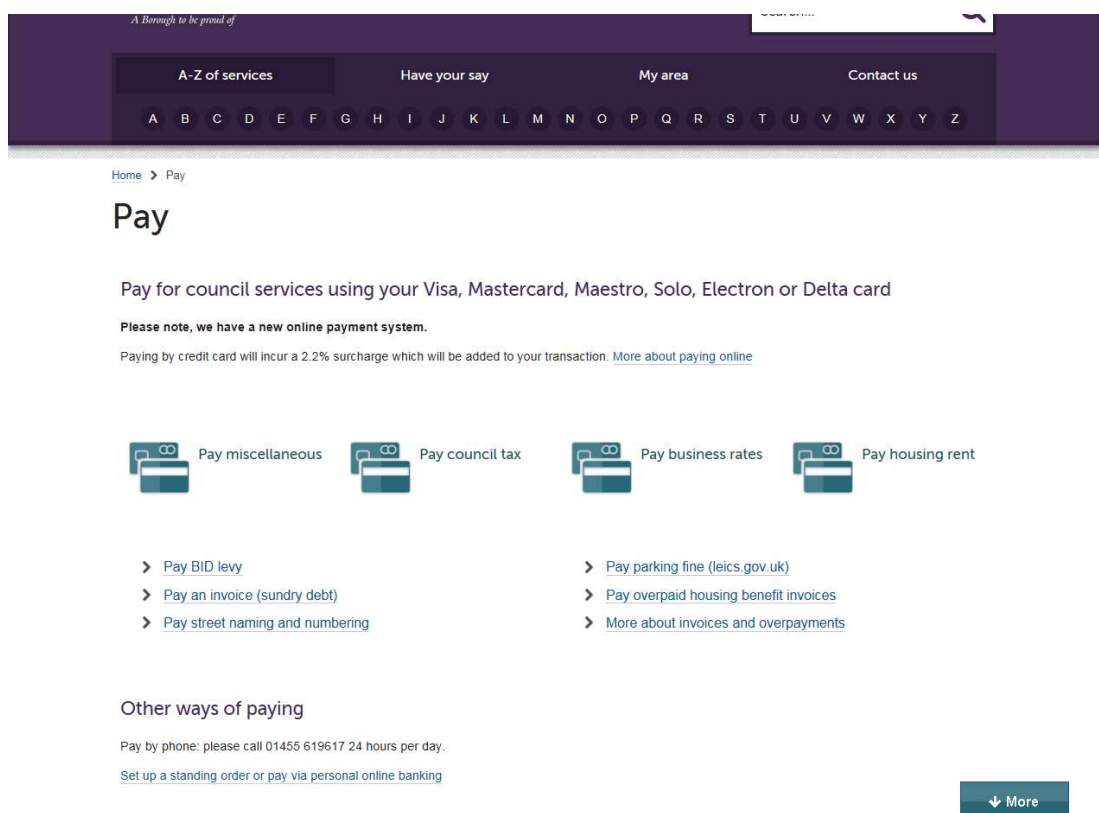 A Borough to be proud of
Search...
A-Z of services Have your say My area Contact us
A B C D E F G H I J K L M N O P Q R S T U V W X Y Z
Home > Pay
Pay
Pay for council services using your Visa, Mastercard, Maestro, Solo, Electron or Delta card
Please note, we have a new online payment system.
Paying by credit card will incur a 2.2% surcharge which will be added to your transaction. More about paying online
Pay miscellaneous Pay council tax Pay business rates Pay housing rent
Pay BID levy Pay parking fine (leics.gov.uk)
Pay an invoice (sundry debt) Pay overpaid housing benefit invoices
Pay street naming and numbering More about invoices and overpayments
Other ways of paying
Pay by phone: please call 01455 619617 24 hours per day.
Set up a standing order or pay via personal online banking
More